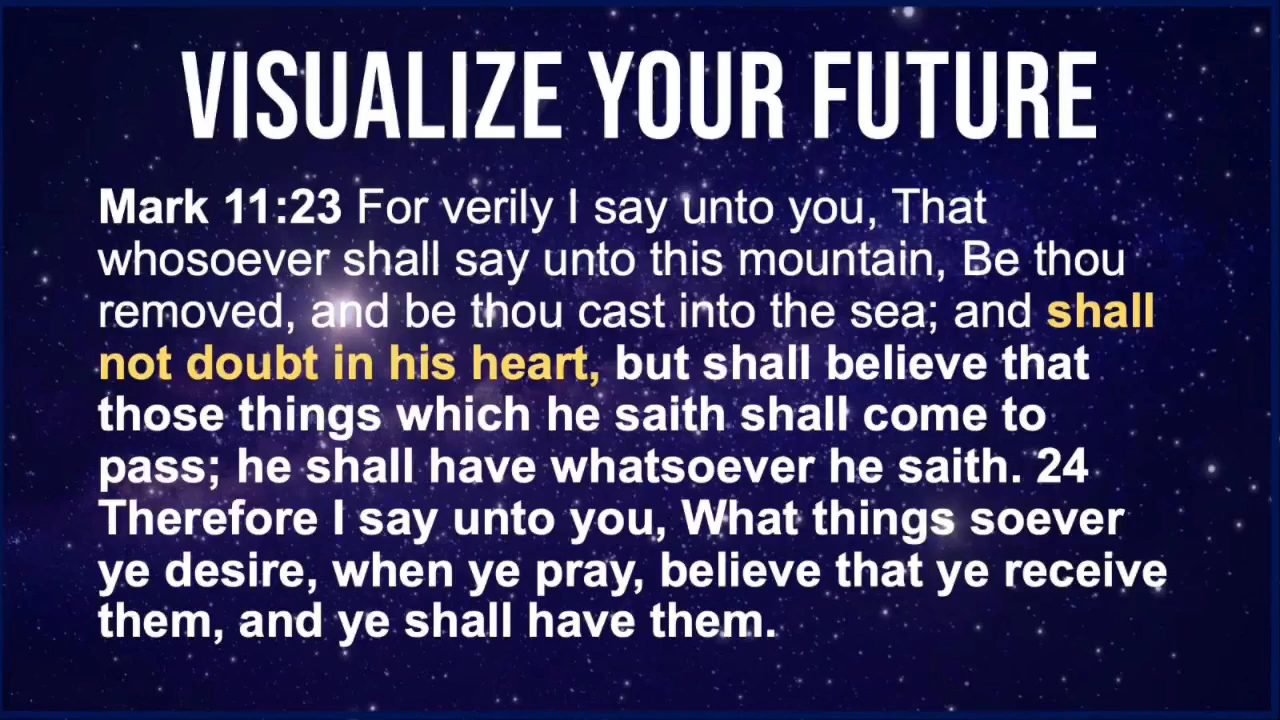 VISUALIZE YOUR FUTURE
Mark 11:23 For verily I say unto you, That
whosoever shall say unto this mountain, Be thou
removed, and be thou cast into the sea; and shall
not doubt in his heart, but shall believe that
those things which he saith shall come to
pass; he shall have whatsoever he saith. 24
Therefore I say unto you, What things soever
ye desire, when ye pray, believe that ye receive
them, and ye shall have them.